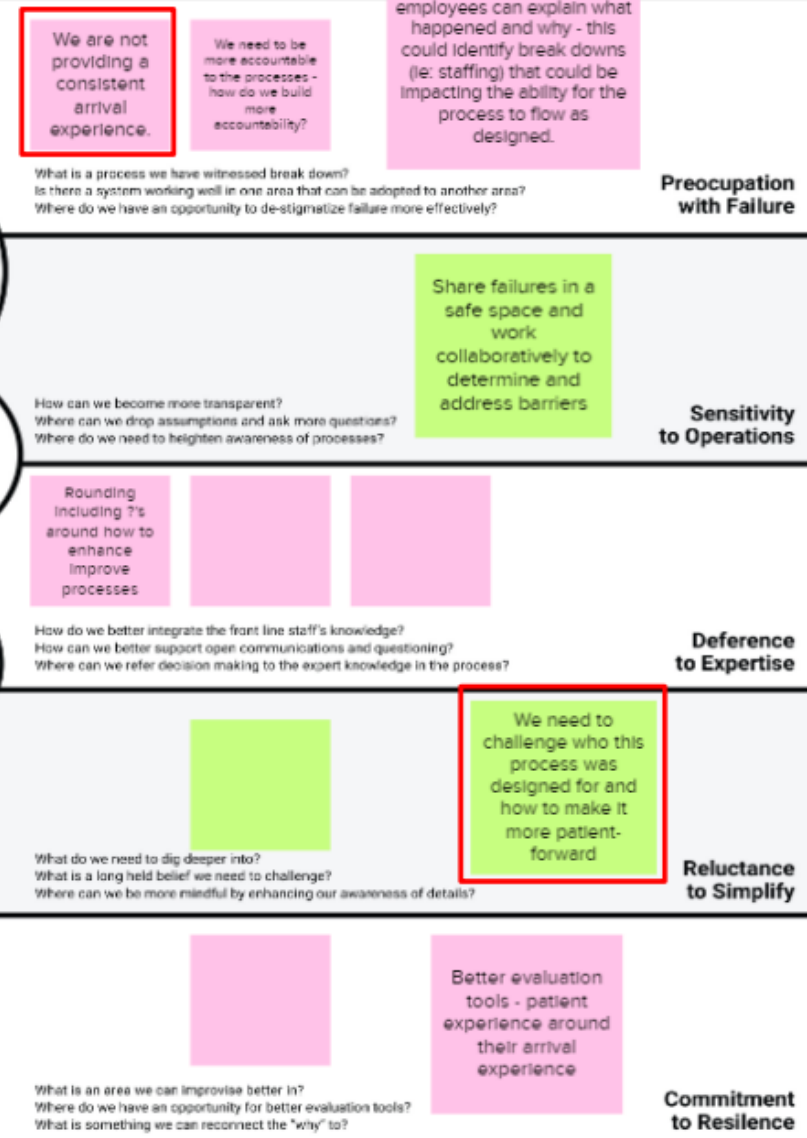 We are not
providing a
consistent
arrival
experience.
We need to be
more accountable
to the processes -
how do we build
more
accountability?
employees can explain what
happened and why - this
could identify break downs
(ie: staffing) that could be
impacting the ability for the
process to flow as
designed.
What is a process we have witnessed break down?
Is there a system working well in one area that can be adopted to another area?
Where do we have an opportunity to de-stigmatize failure more effectively?
Preocupation
with Failure
Share failures in a
safe space and
work
collaboratively to
determine and
address barriers
How can we become more transparent?
Where can we drop assumptions and ask more questions?
Where do we need to heighten awareness of processes?
Sensitivity
to Operations
Rounding
including ?'s
around how to
enhance
improve
processes
How do we better integrate the front line staff's knowledge?
How can we better support open communications and questioning?
Where can we refer decision making to the expert knowledge in the process?
Deference
to Expertise
We need to
challenge who this
process was
designed for and
how to make it
more patient-
forward
What do we need to dig deeper into?
What is a long held belief we need to challenge?
Where can we be more mindful by enhancing our awareness of details?
Reluctance
to Simplify
Better evaluation
tools - patient
experience around
their arrival
experience
What is an area we can improvise better in?
Where do we have an opportunity for better evaluation tools?
What is something we can reconnect the "why" to?
Commitment
to Resilence